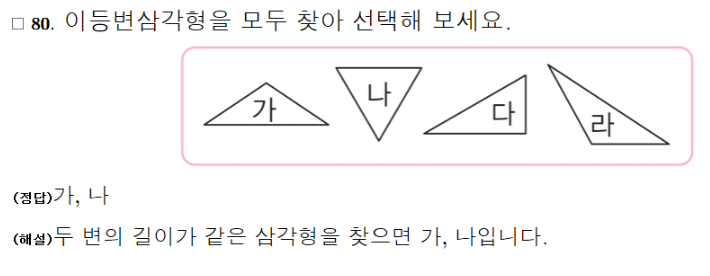 □ 80. 이등변삼각형을 모두 찾아 선택해 보세요.
가 나 다 라
(정답)가, 나
(해설)두 변의 길이가 같은 삼각형을 찾으면 가, 나입니다.